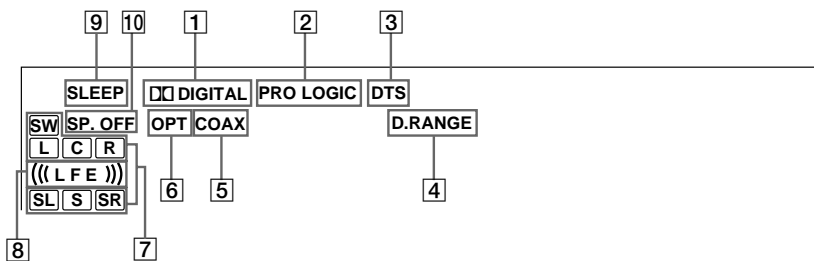 9 10 1 2 3
SLEEP DIGITAL PRO LOGIC DTS
SW SP. OFF OPT COAX D.RANGE
L C R
((( L F E )))
6 5 4
SL S SR
8 7